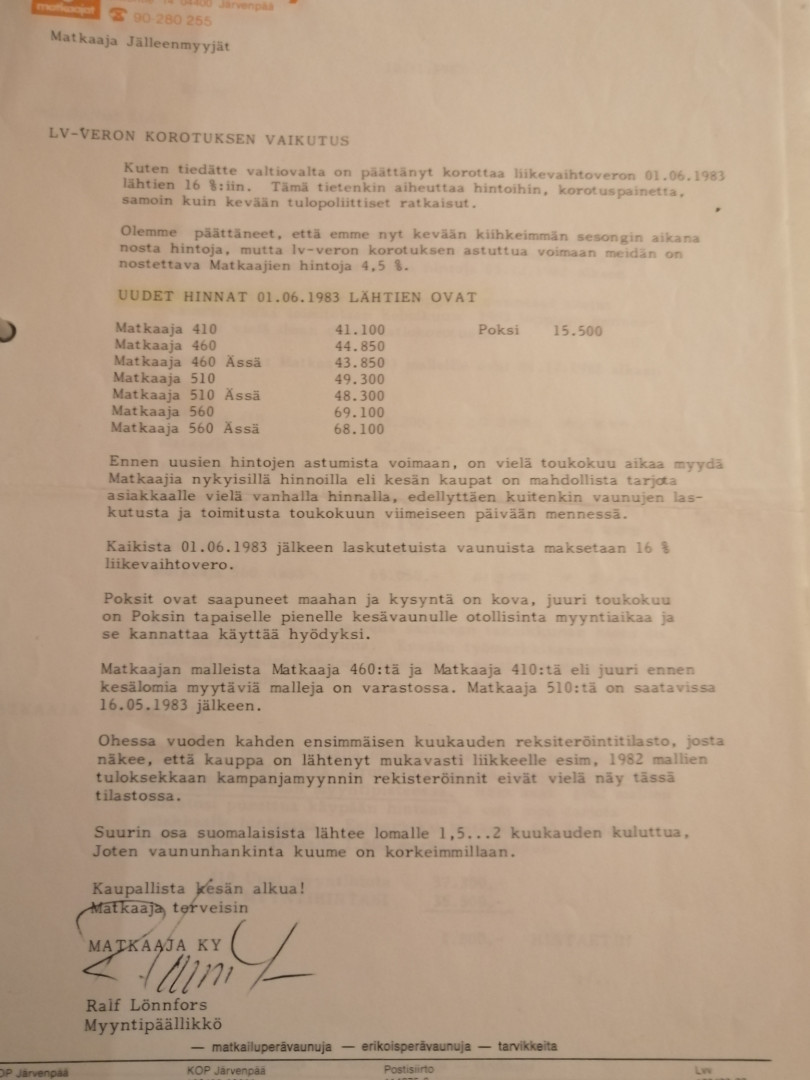 matkaajat
14 04400 Järvenpää
☎ 90-280 255
Matkaaja Jälleenmyyjät
LV-VERON KOROTUKSEN VAIKUTUS
Kuten tiedätte valtiovalta on päättänyt korottaa liikevaihtoveron 01.06.1983
lähtien 16 %:iin. Tämä tietenkin aiheuttaa hintoihin, korotuspainetta,
samoin kuin kevään tulopoliittiset ratkaisut.
Olemme päättäneet, että emme nyt kevään kiihkeimmän sesongin aikana
nosta hintoja, mutta lv-veron korotuksen astuttua voimaan meidän on
nostettava Matkaajien hintoja 4,5 %.
UUDET HINNAT 01.06.1983 LÄHTIEN OVAT
Matkaaja 410 41.100 Poksi 15.500
Matkaaja 460 44.850
Matkaaja 460 Ässä 43.850
Matkaaja 510 49.300
Matkaaja 510 Ässä 48.300
Matkaaja 560 69.100
Matkaaja 560 Ässä 68.100
Ennen uusien hintojen astumista voimaan, on vielä toukokuu aikaa myydä
Matkaajia nykyisillä hinnoilla eli kesän kaupat on mahdollista tarjota
asiakkaalle vielä vanhalla hinnalla, edellyttäen kuitenkin vaunujen las-
kutusta ja toimitusta toukokuun viimeiseen päivään mennessä.
Kaikista 01.06.1983 jälkeen laskutetuista vaunuista maksetaan 16 %
liikevaihtovero.
Poksit ovat saapuneet maahan ja kysyntä on kova, juuri toukokuu
on Poksin tapaiselle pienelle kesävaunulle otollisinta myyntiaikaa ja
se kannattaa käyttää hyödyksi.
Matkaajan malleista Matkaaja 460:tä ja Matkaaja 410:tä eli juuri ennen
kesälomia myytäviä malleja on varastossa. Matkaaja 510:tä on saatavissa
16.05.1983 jälkeen.
Ohessa vuoden kahden ensimmäisen kuukauden reksiteröintitilasto, josta
näkee, että kauppa on lähtenyt mukavasti liikkeelle esim, 1982 mallien
tuloksekkaan kampanjamyynnin rekisteröinnit eivät vielä näy tässä
tilastossa.
Suurin osa suomalaisista lähtee lomalle 1,5...2 kuukauden kuluttua,
Joten vaununhankinta kuume on korkeimmillaan.
Kaupallista kesän alkua!
Matkaaja terveisin
MATKAAJA KY
Ralf Lönnfors
Myyntipäällikkö
— matkailuperävaunuja — erikoisperävaunuja — tarvikkeita
OP Järvenpää KOP Järvenpää Postisiirto Lvv